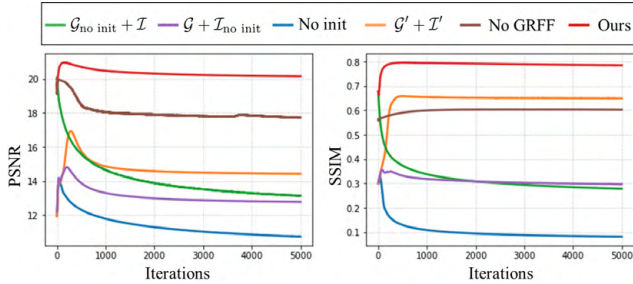 𝒢no init + ℐ 𝒢 + ℐno init No init 𝒢′ + ℐ′ No GRFF Ours
PSNR
20
18
16
14
12
0 1000 2000 3000 4000 5000
Iterations
SSIM
0.8
0.7
0.6
0.5
0.4
0.3
0.2
0.1
0 1000 2000 3000 4000 5000
Iterations